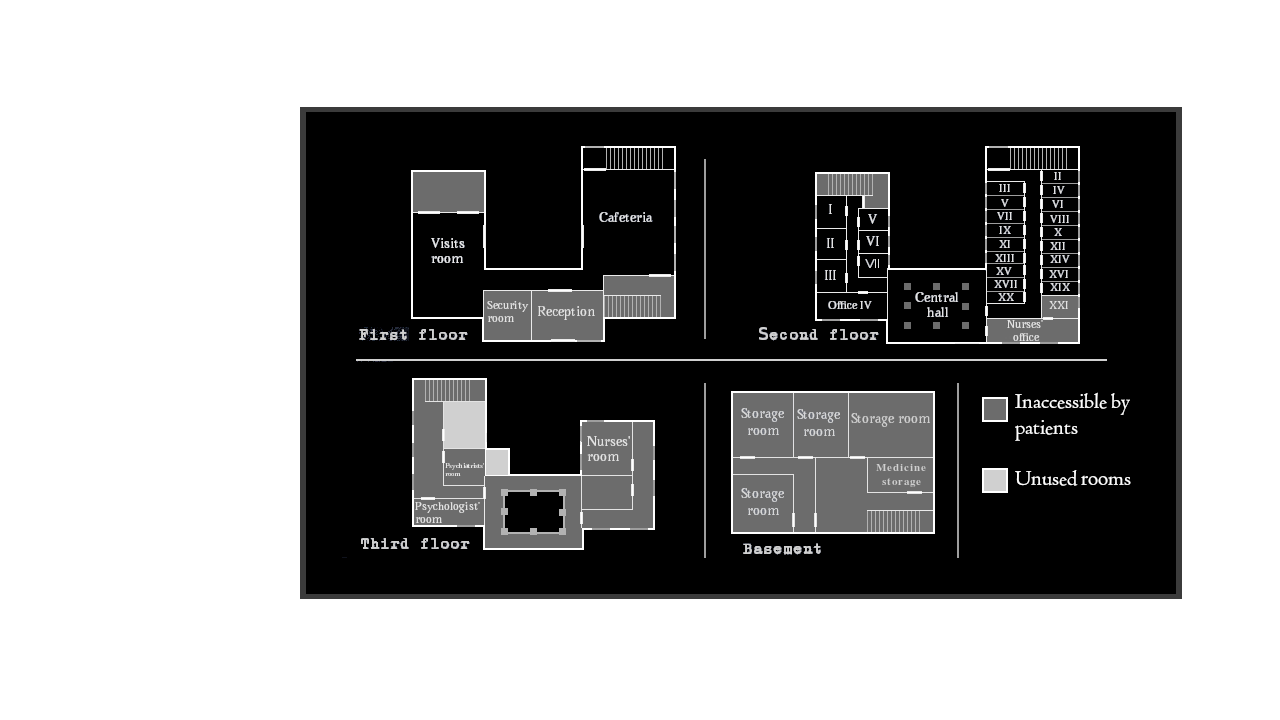 Visits
room
Cafeteria
Security
room
Reception
First floor
I
II
III
V
VI
VII
Office IV
Central
hall
III
V
VII
IX
XI
XIII
XV
XVII
XX
II
IV
VI
VIII
X
XII
XIV
XVI
XIX
XXI
Nurses'
office
Second floor
Psychiatrists'
room
Psychologist'
room
Nurses'
room
Third floor
Storage
room
Storage
room
Storage room
Storage
room
Medicine
storage
Basement
Inaccessible by
patients
Unused rooms